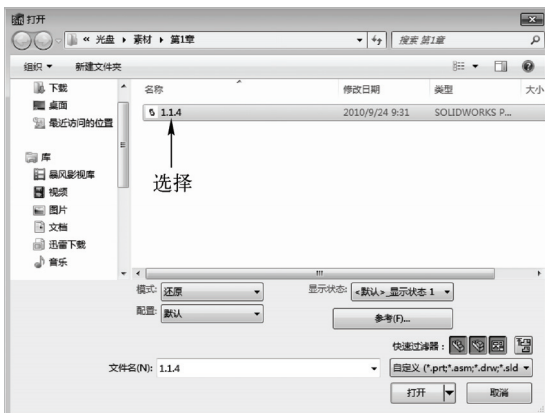 打开
« 光盘 ▸ 素材 ▸ 第1章
搜索 第1章
组织 ▼ 新建文件夹
下载
桌面
最近访问的位置
库
暴风影视库
视频
图片
文档
迅雷下载
音乐
名称 修改日期 类型 大小
1.1.4 2010/9/24 9:31 SOLIDWORKS P...
选择
模式: 还原
显示状态: <默认>_显示状态 1
配置: 默认
参考(F)...
快速过滤器:
文件名(N): 1.1.4
自定义 (*.prt;*.asm;*.drw;*.sld
打开 取消